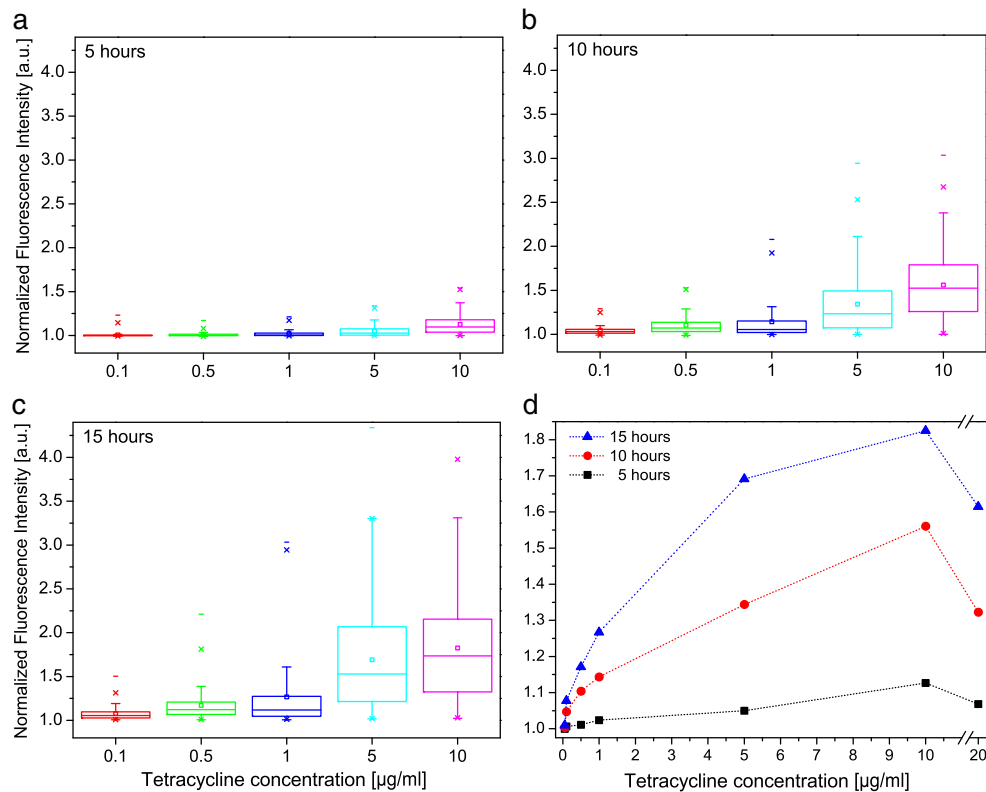 a
5 hours
Normalized Fluorescence Intensity [a.u.]
4.0
3.5
3.0
2.5
2.0
1.5
1.0
0.1 0.5 1 5 10
b
10 hours
4.0
3.5
3.0
2.5
2.0
1.5
1.0
0.1 0.5 1 5 10
c
15 hours
Normalized Fluorescence Intensity [a.u.]
4.0
3.5
3.0
2.5
2.0
1.5
1.0
0.1 0.5 1 5 10
Tetracycline concentration [µg/ml]
d
15 hours
10 hours
5 hours
1.8
1.7
1.6
1.5
1.4
1.3
1.2
1.1
1.0
0 1 2 3 4 5 6 7 8 9 10 20
Tetracycline concentration [µg/ml]